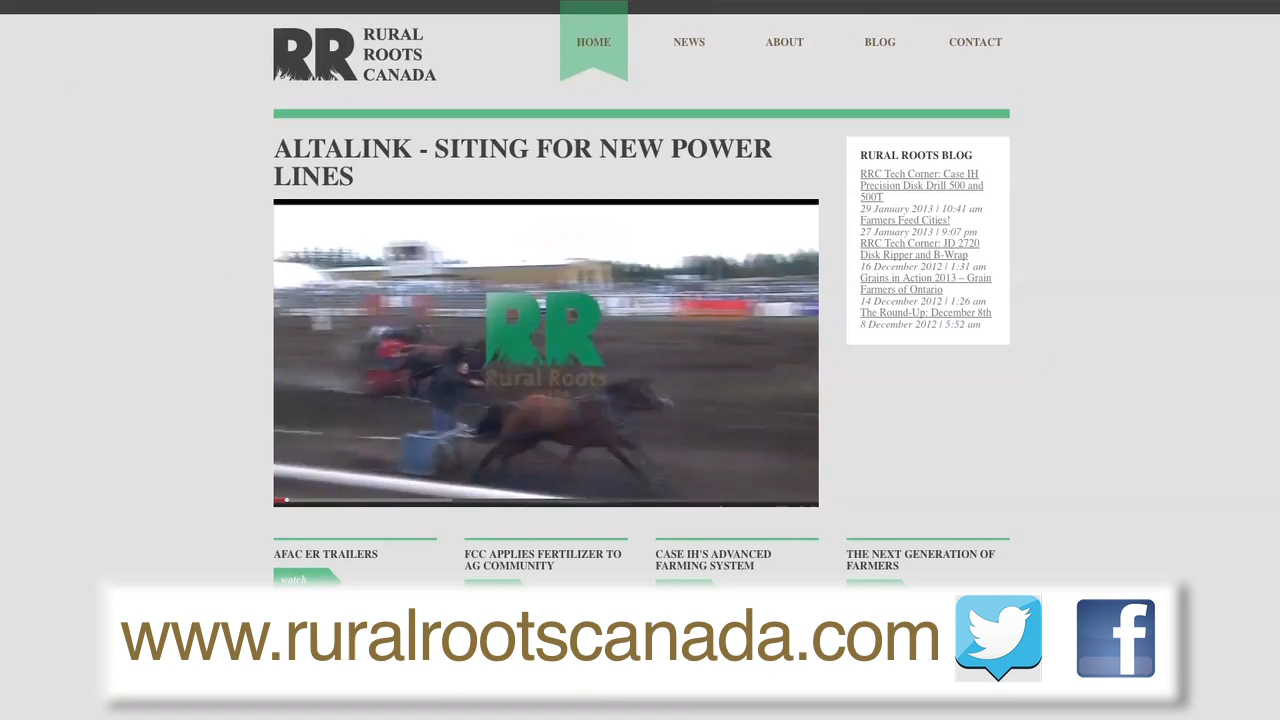 RURAL
ROOTS
CANADA
HOME
NEWS
ABOUT
BLOG
CONTACT
ALTALINK - SITING FOR NEW POWER
LINES
RURAL ROOTS BLOG
RRC Tech Corner: Case IH
Precision Disk Drill 500 and
500T
29 January 2013 | 10:41 am
Farmers Feed Cities!
27 January 2013 | 9:07 pm
RRC Tech Corner: JD 2720
Disk Ripper and B-Wrap
16 December 2012 | 1:31 am
Grains in Action 2013 – Grain
Farmers of Ontario
14 December 2012 | 1:26 am
The Round-Up: December 8th
8 December 2012 | 5:52 am
RR
Rural Roots
AFAC ER TRAILERS
watch
FCC APPLIES FERTILIZER TO
AG COMMUNITY
CASE IH'S ADVANCED
FARMING SYSTEM
THE NEXT GENERATION OF
FARMERS
www.ruralrootscanada.com